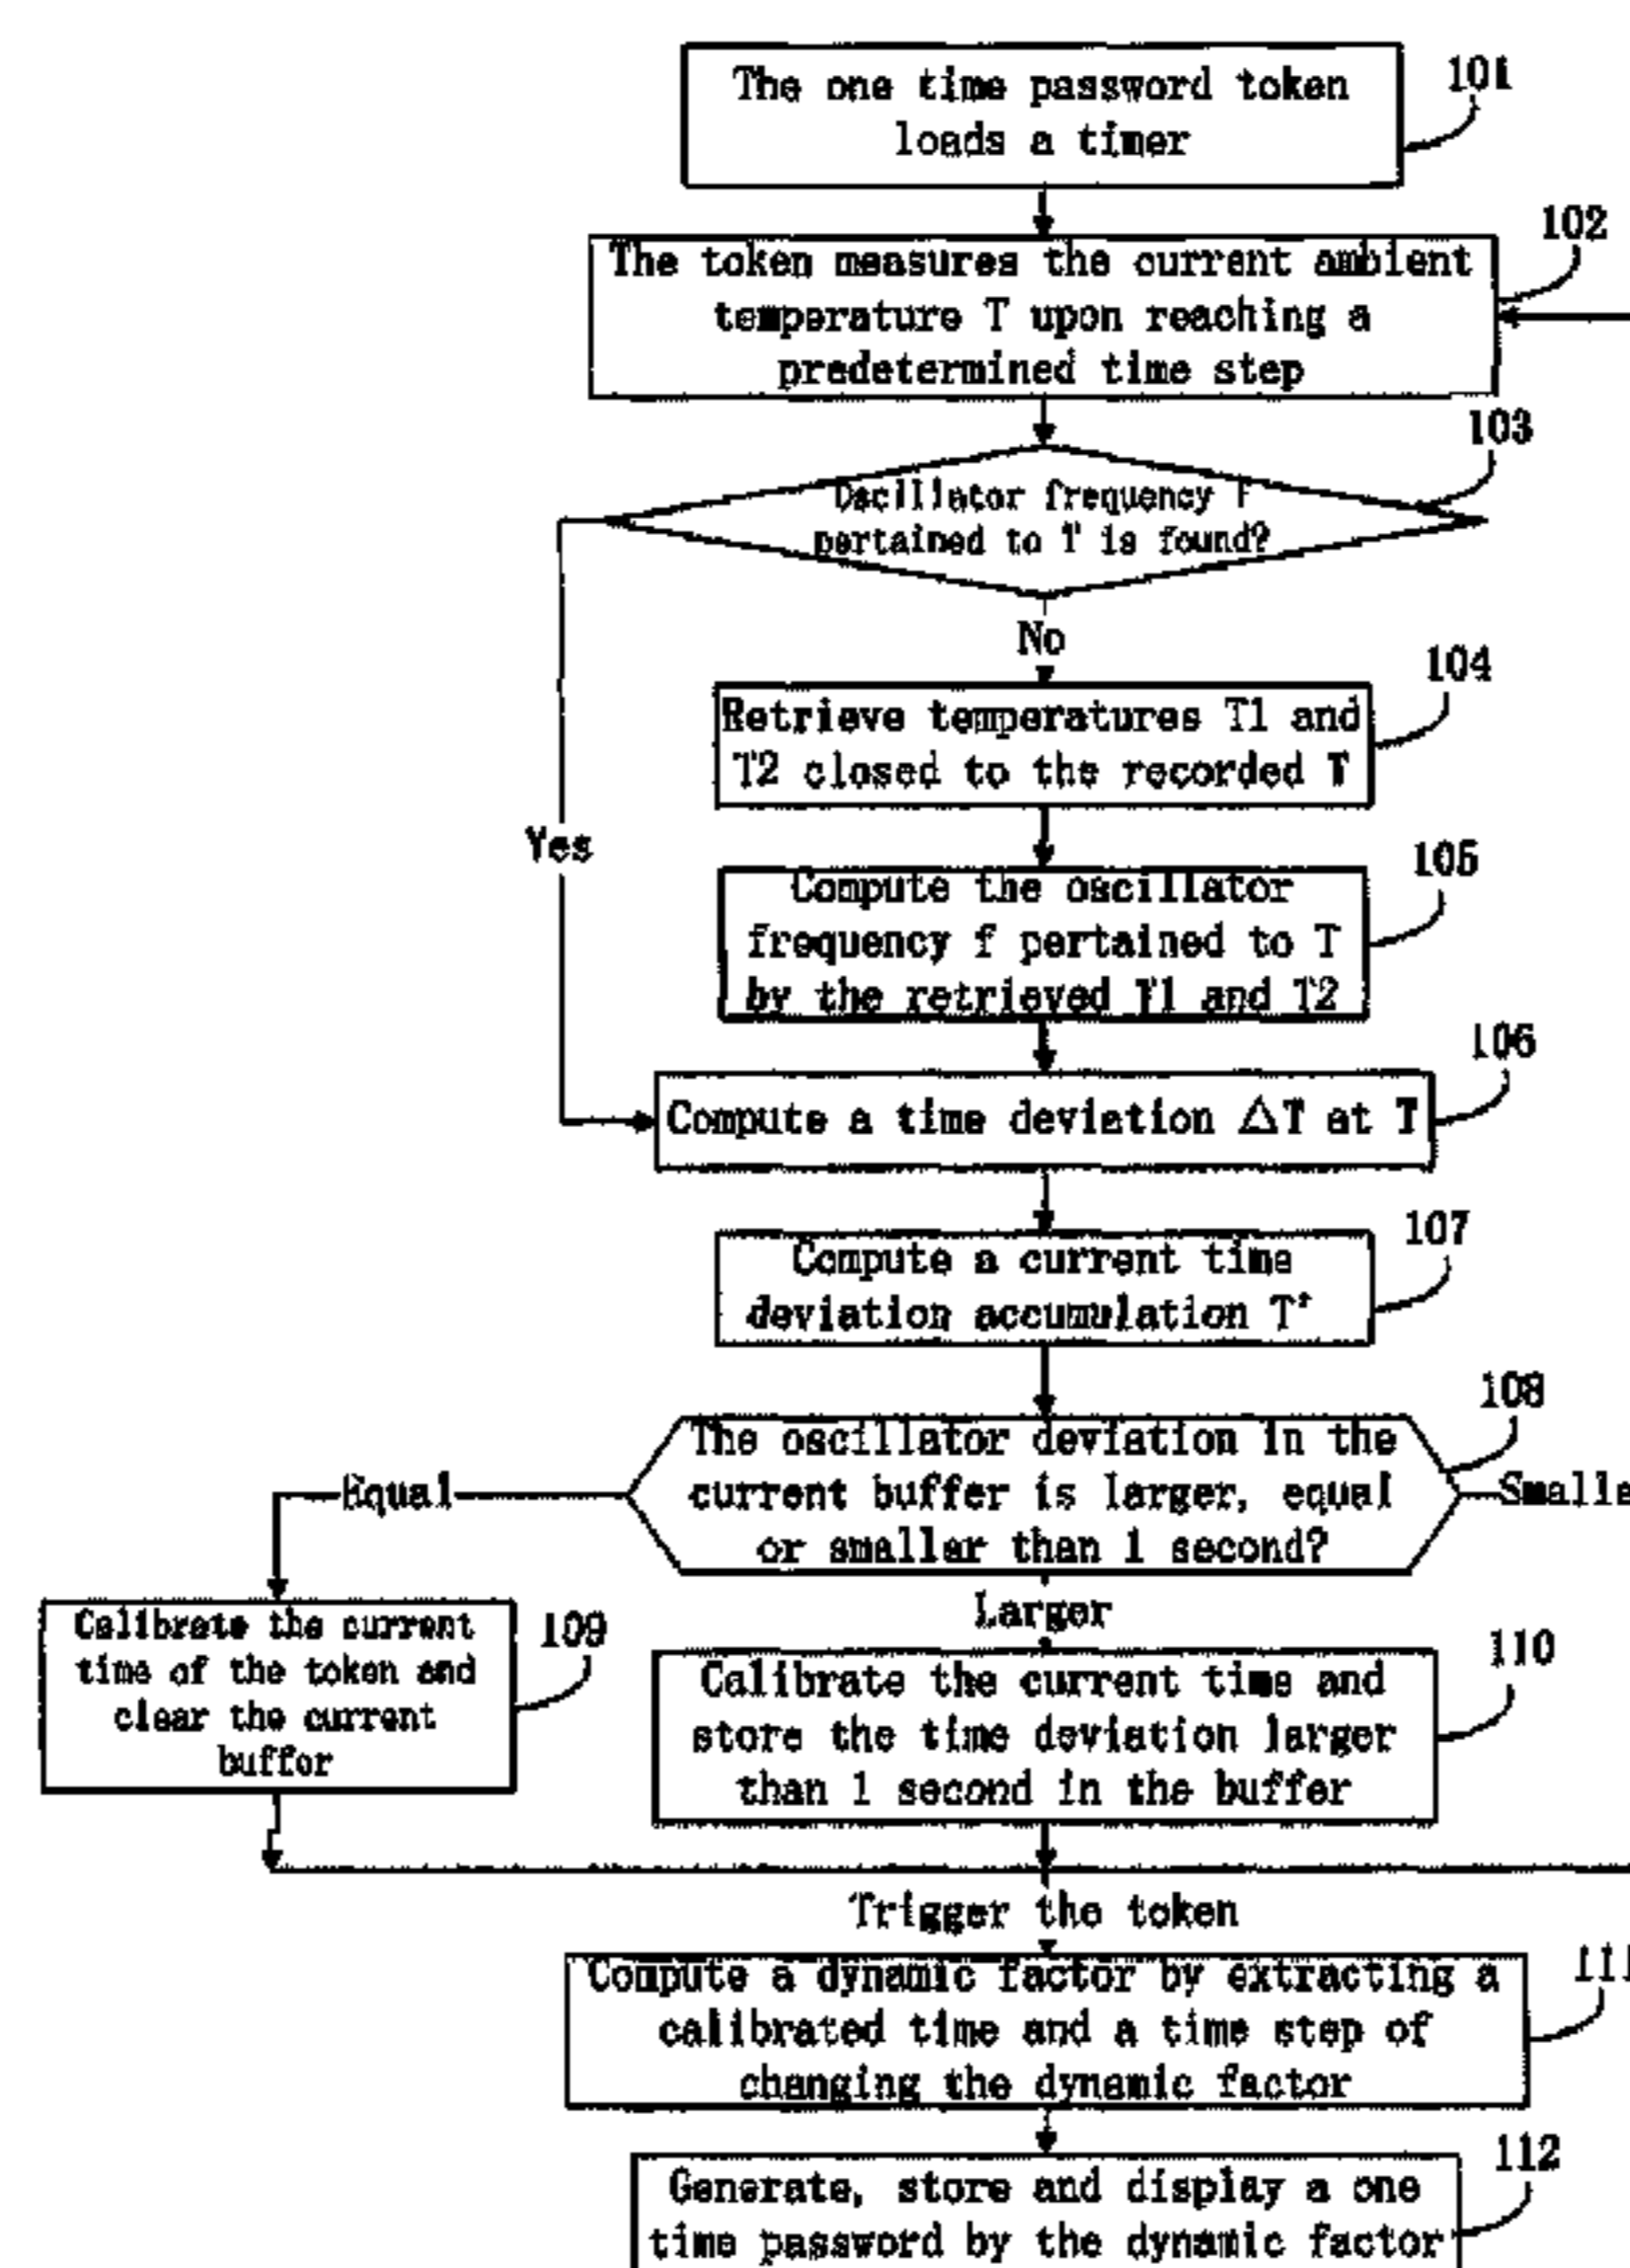 The one time password token
loads a timer
101
The token measures the current ambient
temperature T upon reaching a
predetermined time step
102
Oscillator frequency f
pertained to T is found?
103
No
Yes
Retrieve temperatures T1 and
T2 closed to the recorded T
104
Compute the oscillator
frequency f pertained to T
by the retrieved T1 and T2
105
Compute a time deviation △T at T
106
Compute a current time
deviation accumulation T'
107
The oscillator deviation in the
current buffer is larger, equal
or smaller than 1 second?
108
Equal
Smalle
Larger
Calibrate the current
time of the token and
clear the current
buffer
109
Calibrate the current time and
store the time deviation larger
than 1 second in the buffer
110
Trigger the token
Compute a dynamic factor by extracting a
calibrated time and a time step of
changing the dynamic factor
111
Generate, store and display a one
time password by the dynamic factor
112